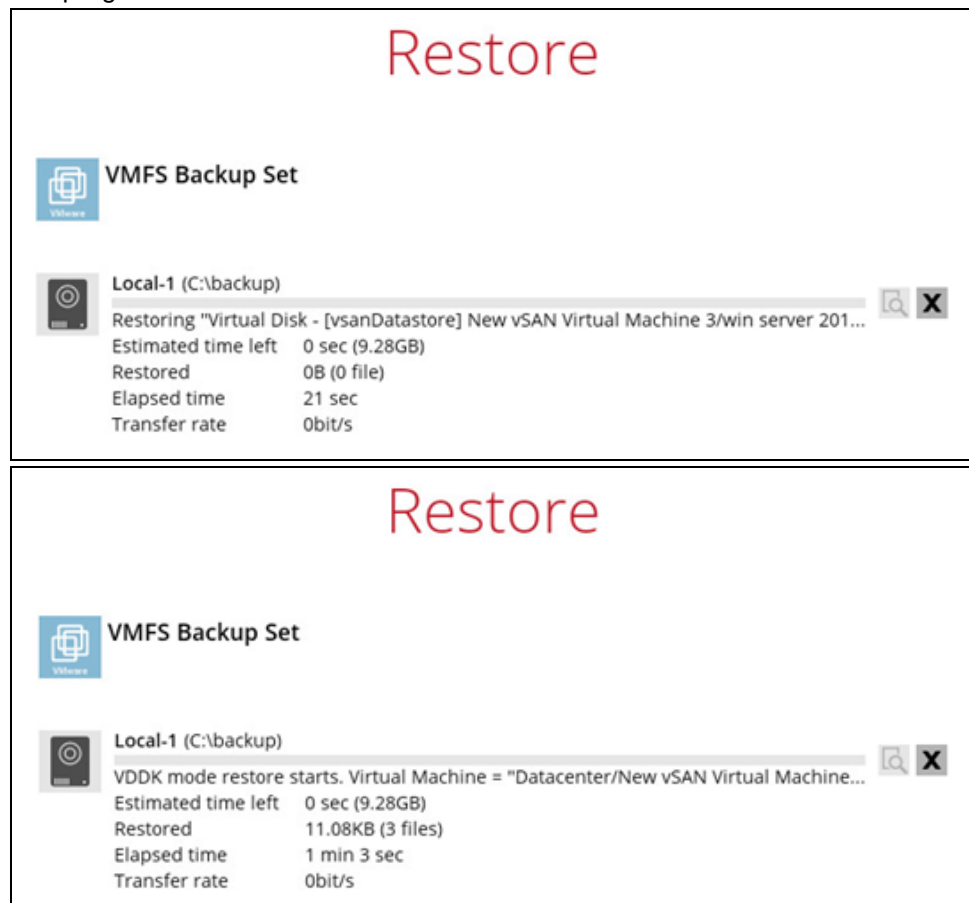 Restore
VMFS Backup Set
VMware
Local-1 (C:\backup)
X
Restoring "Virtual Disk - [vsanDatastore] New vSAN Virtual Machine 3/win server 201...
Estimated time left 0 sec (9.28GB)
Restored 0B (0 file)
Elapsed time 21 sec
Transfer rate 0bit/s
Restore
VMFS Backup Set
VMware
Local-1 (C:\backup)
X
VDDK mode restore starts. Virtual Machine = "Datacenter/New vSAN Virtual Machine...
Estimated time left 0 sec (9.28GB)
Restored 11.08KB (3 files)
Elapsed time 1 min 3 sec
Transfer rate 0bit/s